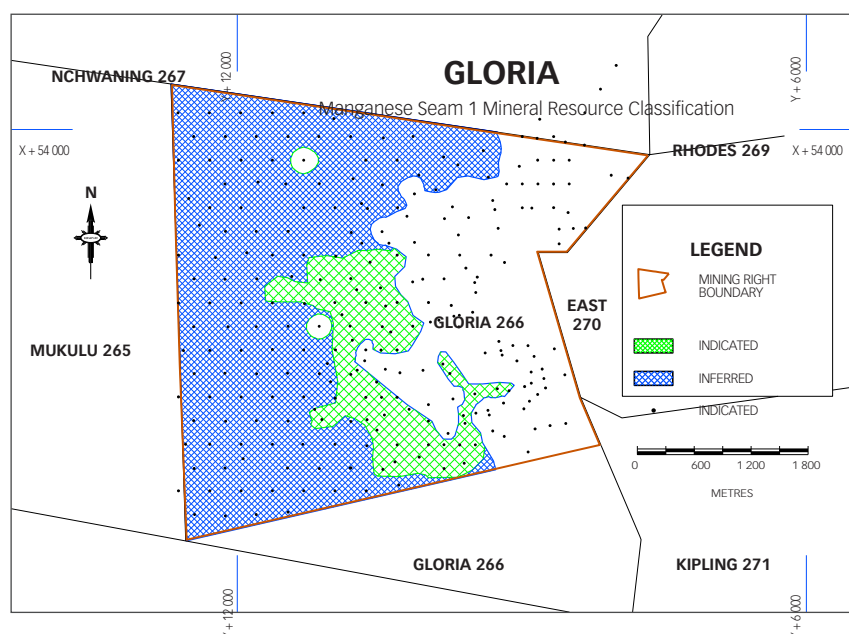 GLORIA
Manganese Seam 1 Mineral Resource Classification
NCHWANING 267
Y + 12 000
Y + 6 000
X + 54 000
X + 54 000
RHODES 269
N
LEGEND
MINING RIGHT
BOUNDARY
EAST
270
GLORIA 266
MUKULU 265
INDICATED
INFERRED
INDICATED
0 600 1 200 1 800
METRES
GLORIA 266
KIPLING 271
Y + 12 000
Y + 6 000